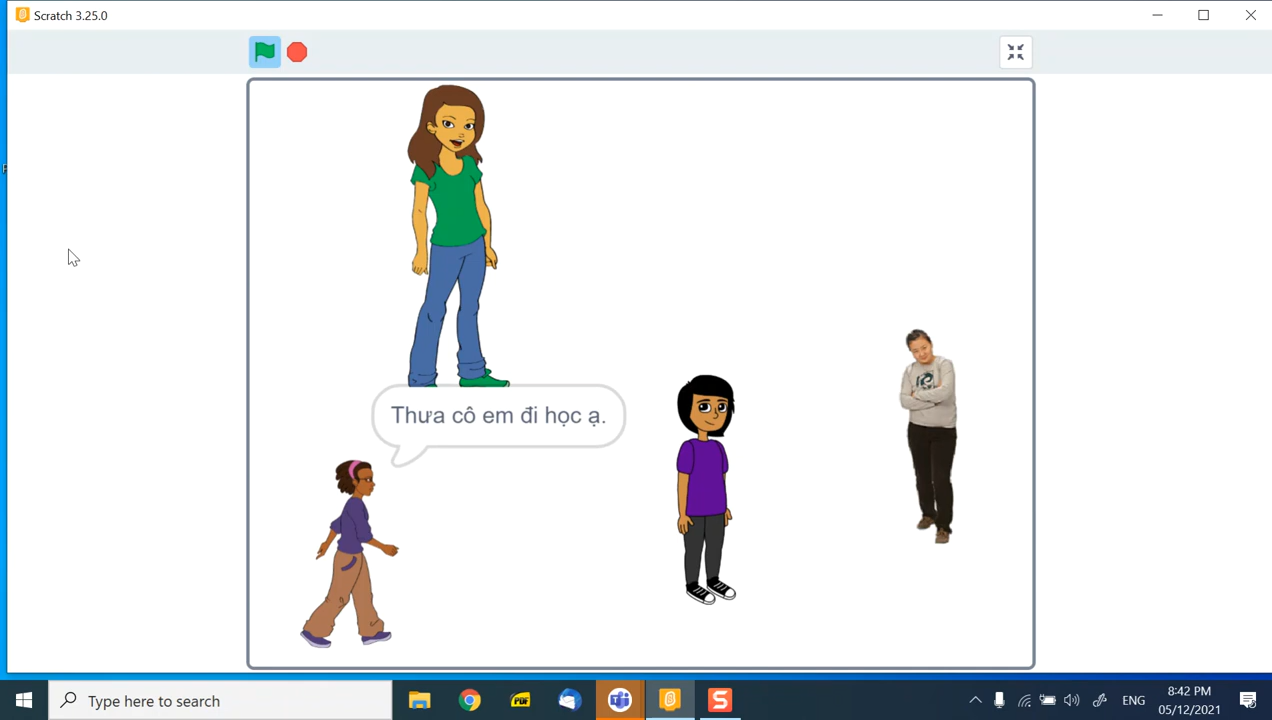 Scratch 3.25.0
Thưa cô em đi học ạ.
Type here to search
PDF
S
ENG
8:42 PM
05/12/2021